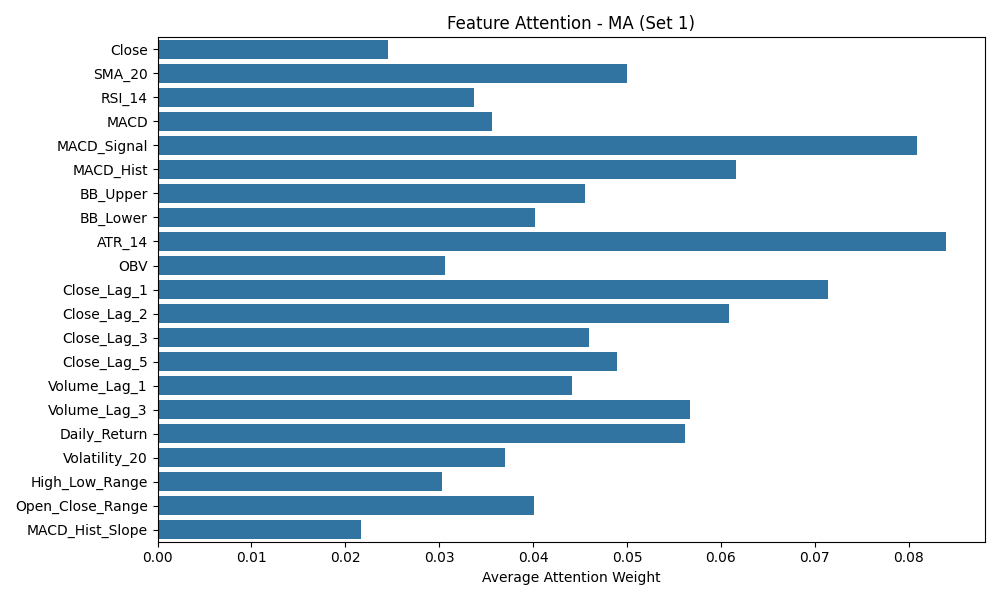 Feature Attention - MA (Set 1)
Close
SMA_20
RSI_14
MACD
MACD_Signal
MACD_Hist
BB_Upper
BB_Lower
ATR_14
OBV
Close_Lag_1
Close_Lag_2
Close_Lag_3
Close_Lag_5
Volume_Lag_1
Volume_Lag_3
Daily_Return
Volatility_20
High_Low_Range
Open_Close_Range
MACD_Hist_Slope
0.00 0.01 0.02 0.03 0.04 0.05 0.06 0.07 0.08
Average Attention Weight